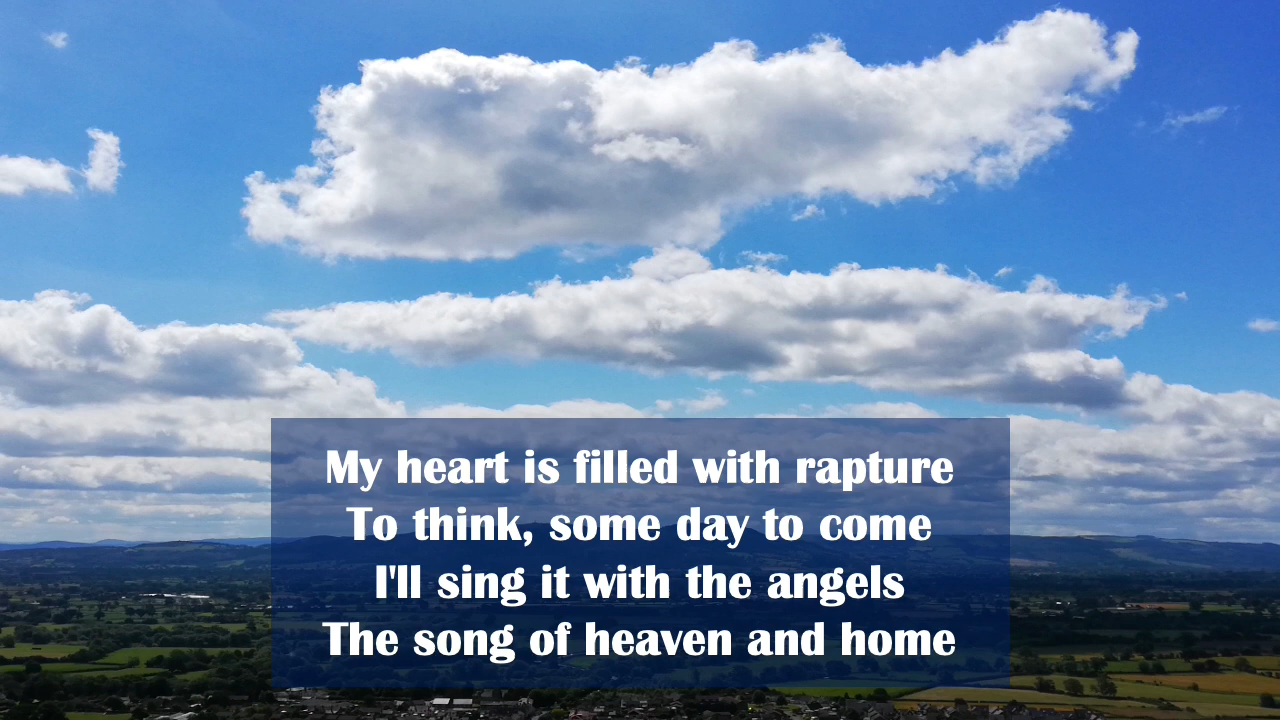 My heart is filled with rapture
To think, some day to come
I'll sing it with the angels
The song of heaven and home